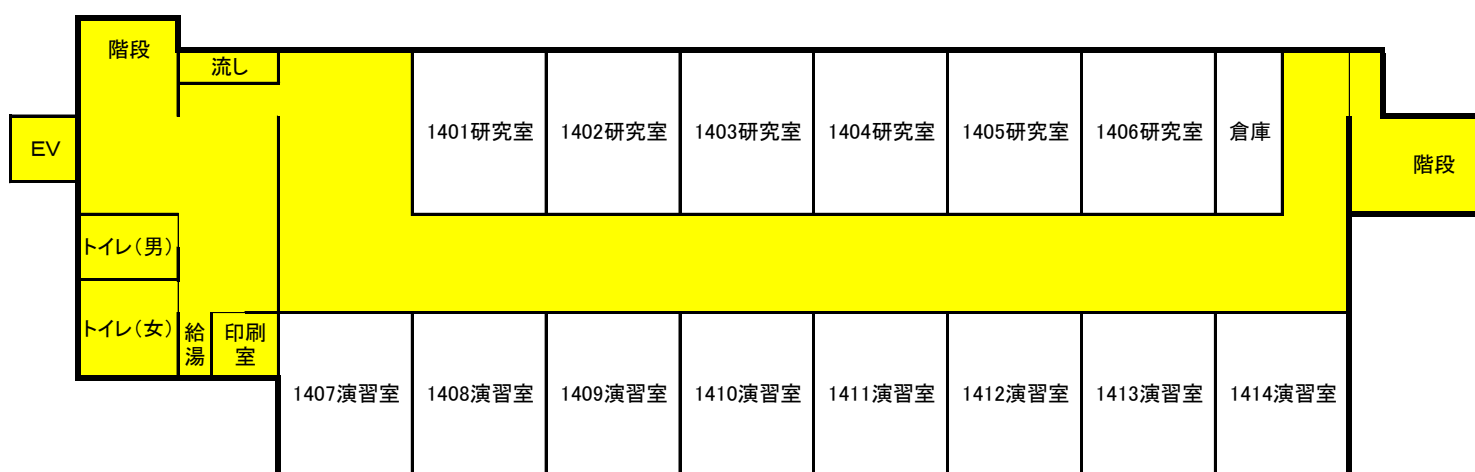 階段
流し
1401研究室
1402研究室
1403研究室
1404研究室
1405研究室
1406研究室
倉庫
EV
階段
トイレ(男)
トイレ(女)
給
湯
印刷
室
1407演習室
1408演習室
1409演習室
1410演習室
1411演習室
1412演習室
1413演習室
1414演習室